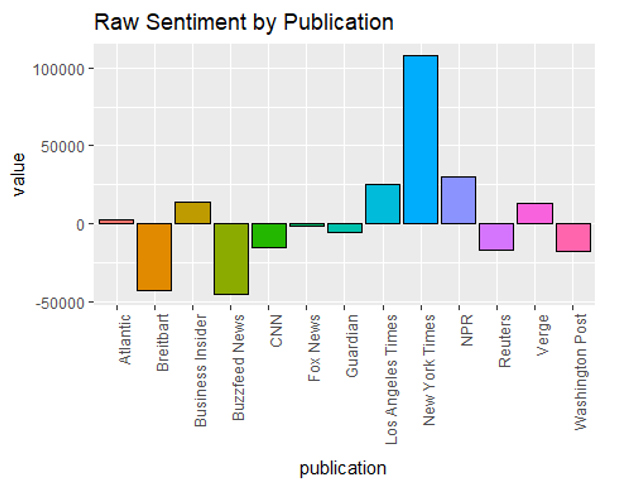 Raw Sentiment by Publication
value
100000
50000
0
-50000
Atlantic
Breitbart
Business Insider
Buzzfeed News
CNN
Fox News
Guardian
Los Angeles Times
New York Times
NPR
Reuters
Verge
Washington Post
publication